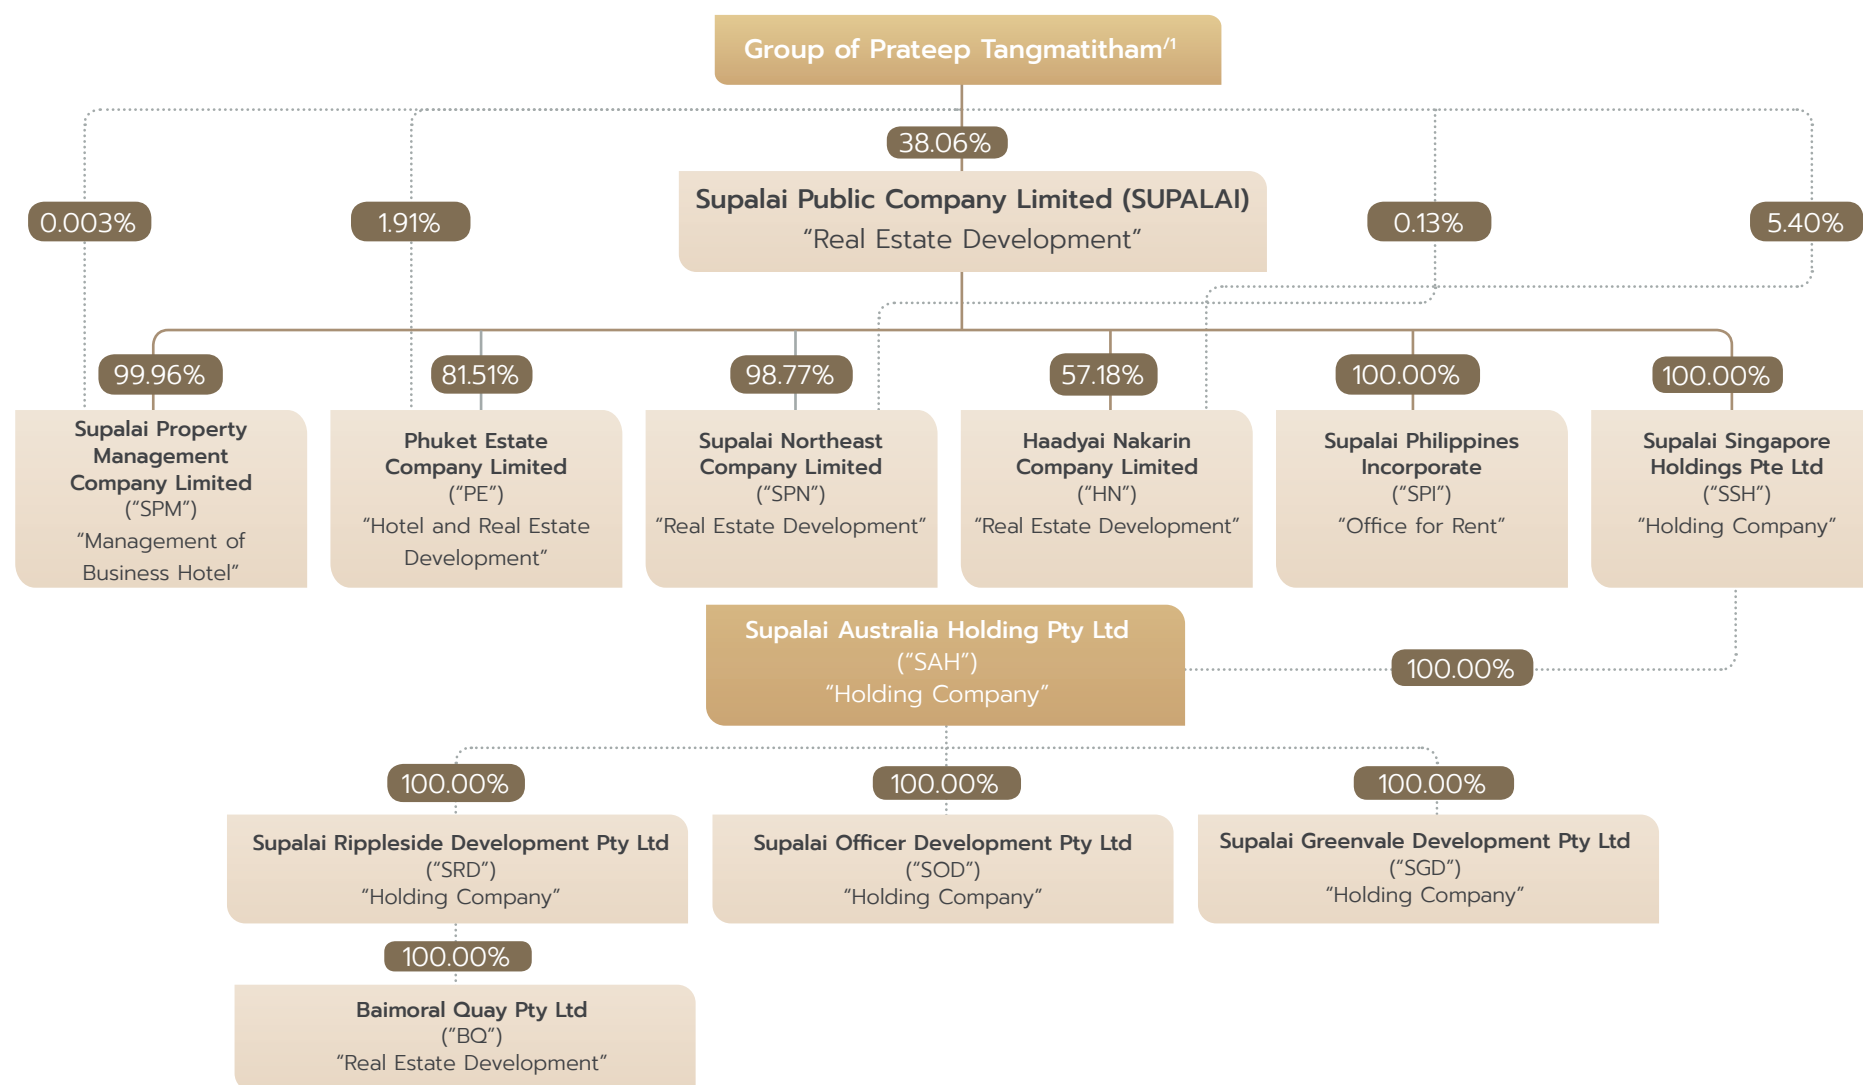 Group of Prateep Tangmatitham/1
38.06%
Supalai Public Company Limited (SUPALAI)
“Real Estate Development”
0.003%
1.91%
0.13%
5.40%
99.96%
81.51%
98.77%
57.18%
100.00%
100.00%
Supalai Property
Management
Company Limited
(“SPM”)
“Management of
Business Hotel”
Phuket Estate
Company Limited
(“PE”)
“Hotel and Real Estate
Development”
Supalai Northeast
Company Limited
(“SPN”)
“Real Estate Development”
Haadyai Nakarin
Company Limited
(“HN”)
“Real Estate Development”
Supalai Philippines
Incorporate
(“SPI”)
“Office for Rent”
Supalai Singapore
Holdings Pte Ltd
(“SSH”)
“Holding Company”
Supalai Australia Holding Pty Ltd
(“SAH”)
“Holding Company”
100.00%
100.00%
100.00%
100.00%
Supalai Rippleside Development Pty Ltd
(“SRD”)
“Holding Company”
Supalai Officer Development Pty Ltd
(“SOD”)
“Holding Company”
Supalai Greenvale Development Pty Ltd
(“SGD”)
“Holding Company”
100.00%
Baimoral Quay Pty Ltd
(“BQ”)
“Real Estate Development”